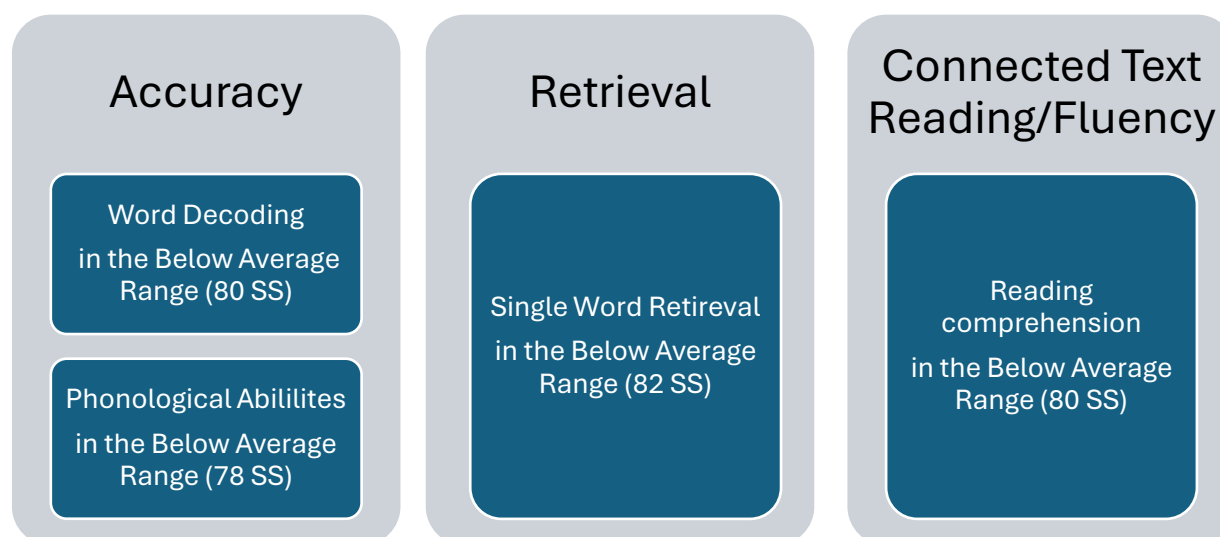 Accuracy
Word Decoding
in the Below Average
Range (80 SS)
Phonological Abililites
in the Below Average
Range (78 SS)
Retrieval
Single Word Retireval
in the Below Average
Range (82 SS)
Connected Text
Reading/Fluency
Reading
comprehension
in the Below Average
Range (80 SS)